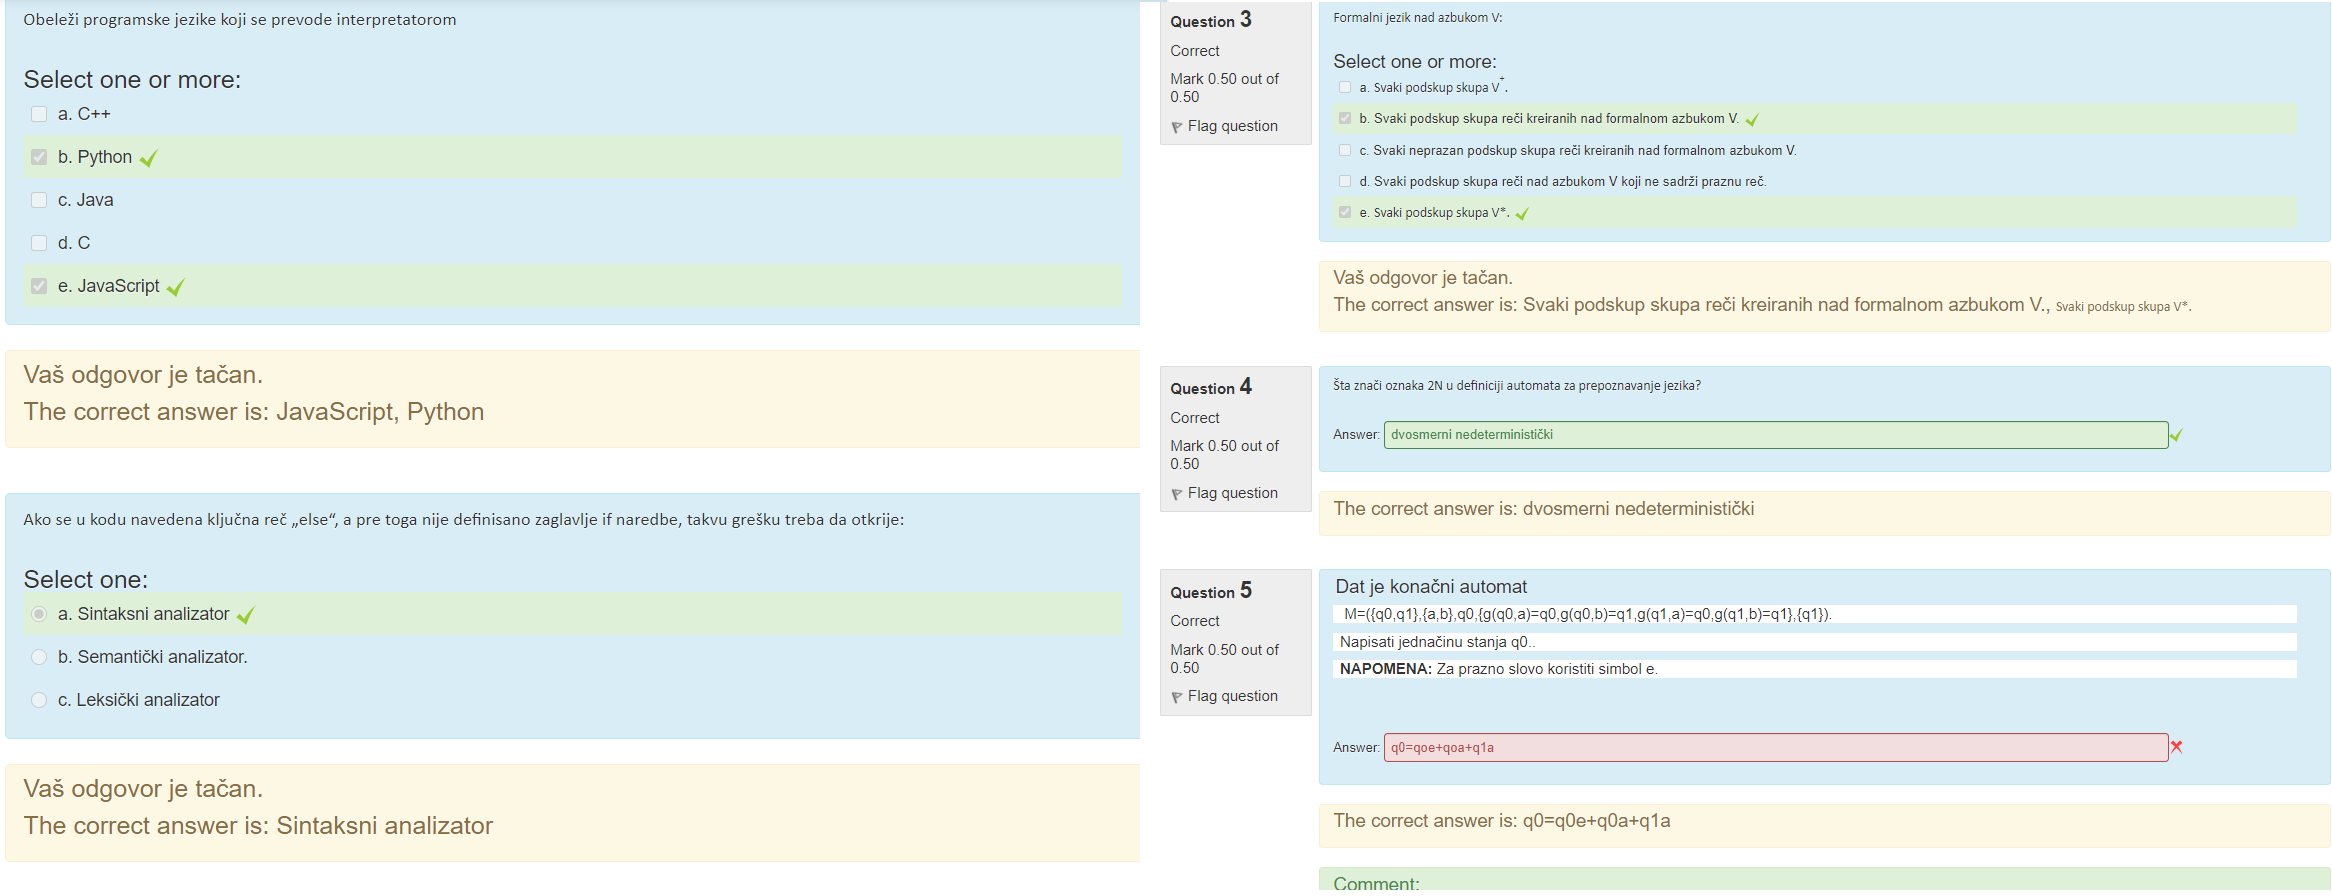 Obeleži programske jezike koji se prevode interpretatorom
Select one or more:
a. C++
b. Python
c. Java
d. C
e. JavaScript
Vaš odgovor je tačan.
The correct answer is: JavaScript, Python
Ako se u kodu navedena ključna reč „else“, a pre toga nije definisano zaglavlje if naredbe, takvu grešku treba da otkrije:
Select one:
a. Sintaksni analizator
b. Semantički analizator.
c. Leksički analizator
Vaš odgovor je tačan.
The correct answer is: Sintaksni analizator
Question 3
Correct
Mark 0.50 out of
0.50
Flag question
Formalni jezik nad azbukom V:
Select one or more:
a. Svaki podskup skupa V⁺.
b. Svaki podskup skupa reči kreiranih nad formalnom azbukom V.
c. Svaki neprazan podskup skupa reči kreiranih nad formalnom azbukom V.
d. Svaki podskup skupa reči nad azbukom V koji ne sadrži praznu reč.
e. Svaki podskup skupa V*.
Vaš odgovor je tačan.
The correct answer is: Svaki podskup skupa reči kreiranih nad formalnom azbukom V., Svaki podskup skupa V*.
Question 4
Correct
Mark 0.50 out of
0.50
Flag question
Šta znači oznaka 2N u definiciji automata za prepoznavanje jezika?
Answer: dvosmerni nedeterministički
The correct answer is: dvosmerni nedeterministički
Question 5
Correct
Mark 0.50 out of
0.50
Flag question
Dat je konačni automat
M=({q0,q1},{a,b},q0,{g(q0,a)=q0,g(q0,b)=q1,g(q1,a)=q0,g(q1,b)=q1},{q1}).
Napisati jednačinu stanja q0..
NAPOMENA: Za prazno slovo koristiti simbol e.
Answer: q0=qoe+qoa+q1a
The correct answer is: q0=q0e+q0a+q1a
Comment: